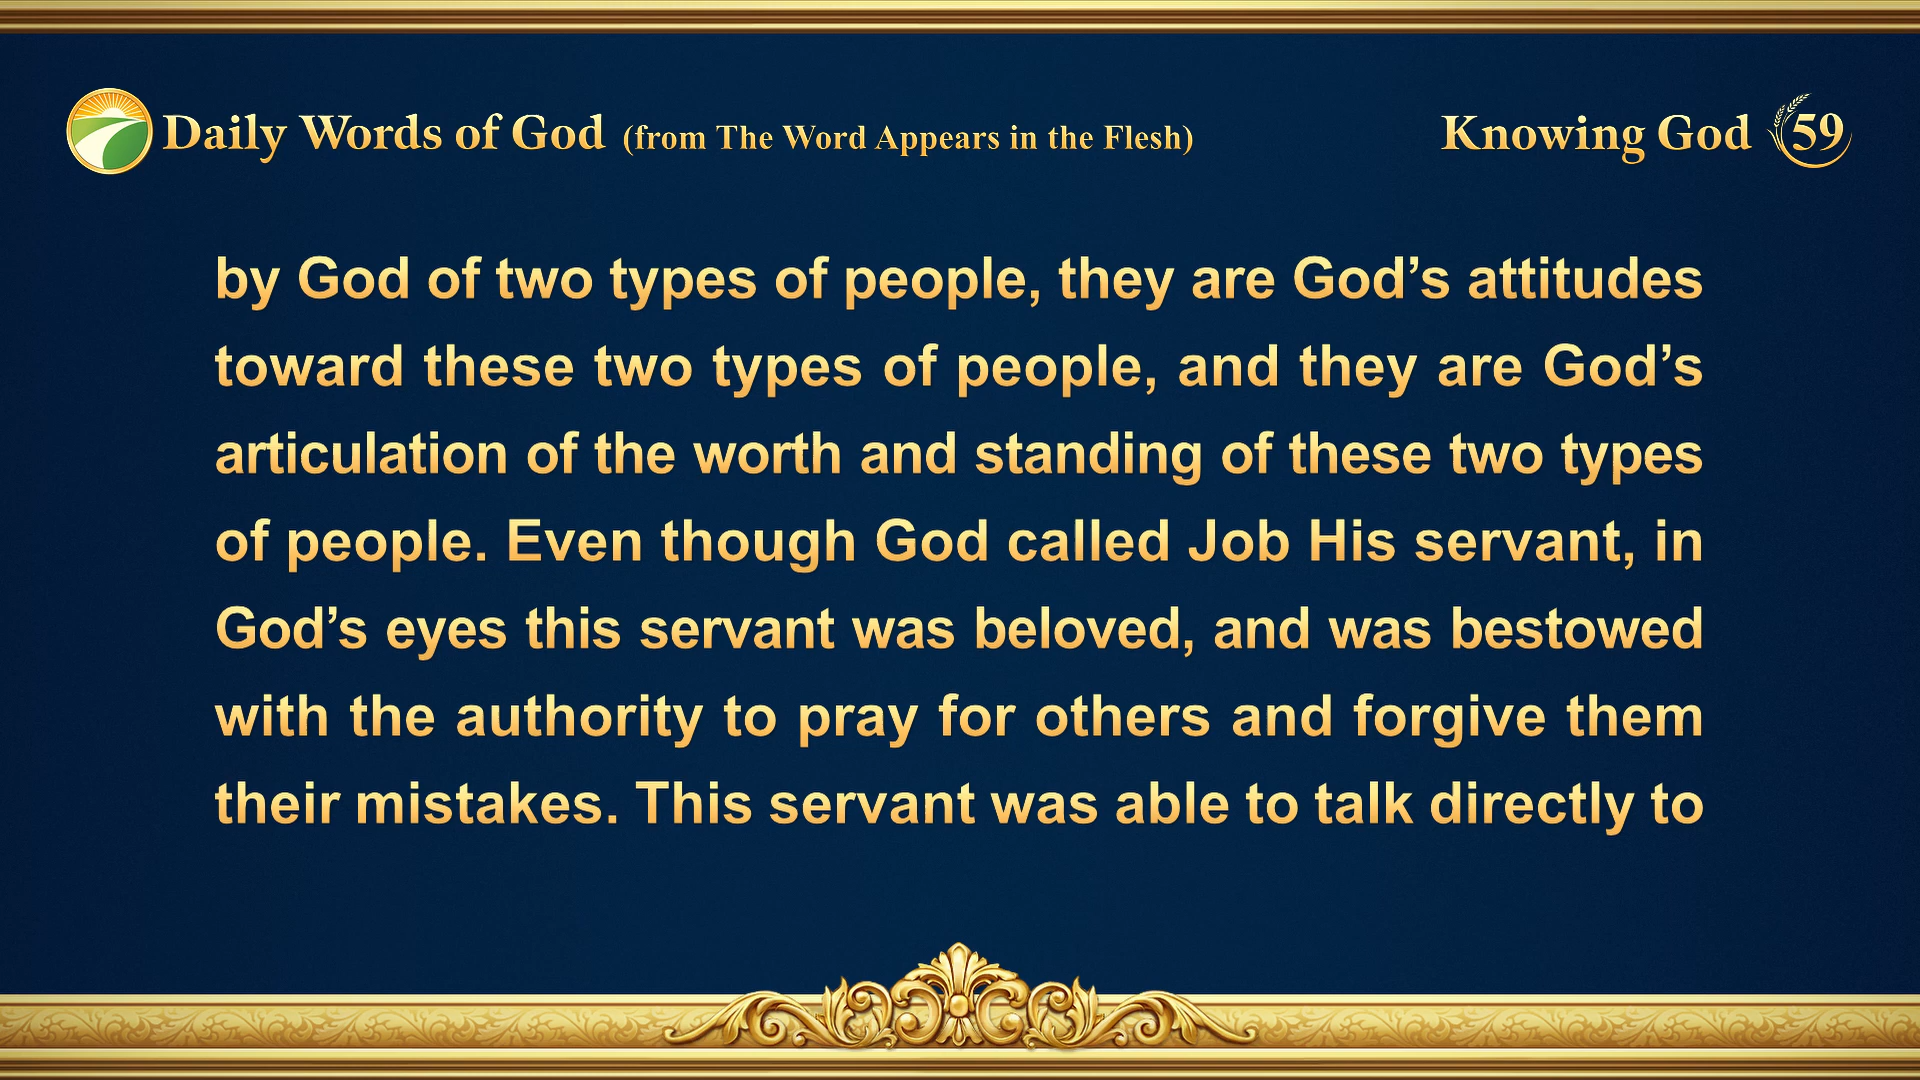 Daily Words of God (from The Word Appears in the Flesh)
Knowing God 59
by God of two types of people, they are God’s attitudes
toward these two types of people, and they are God’s
articulation of the worth and standing of these two types
of people. Even though God called Job His servant, in
God’s eyes this servant was beloved, and was bestowed
with the authority to pray for others and forgive them
their mistakes. This servant was able to talk directly to